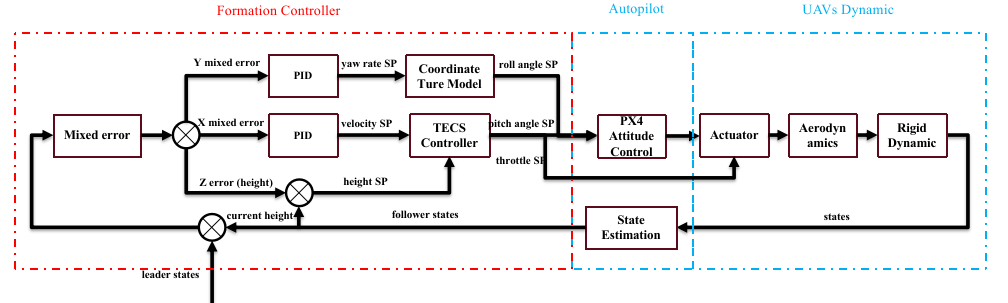 Formation Controller
Autopilot
UAVs Dynamic
Y mixed error
PID
yaw rate SP
Coordinate
Ture Model
roll angle SP
Mixed error
X mixed error
PID
velocity SP
TECS
Controller
pitch angle SP
throttle SP
PX4
Attitude
Control
Actuator
Aerodyn
amics
Rigid
Dynamic
Z error (height)
height SP
current height
follower states
State
Estimation
states
leader states